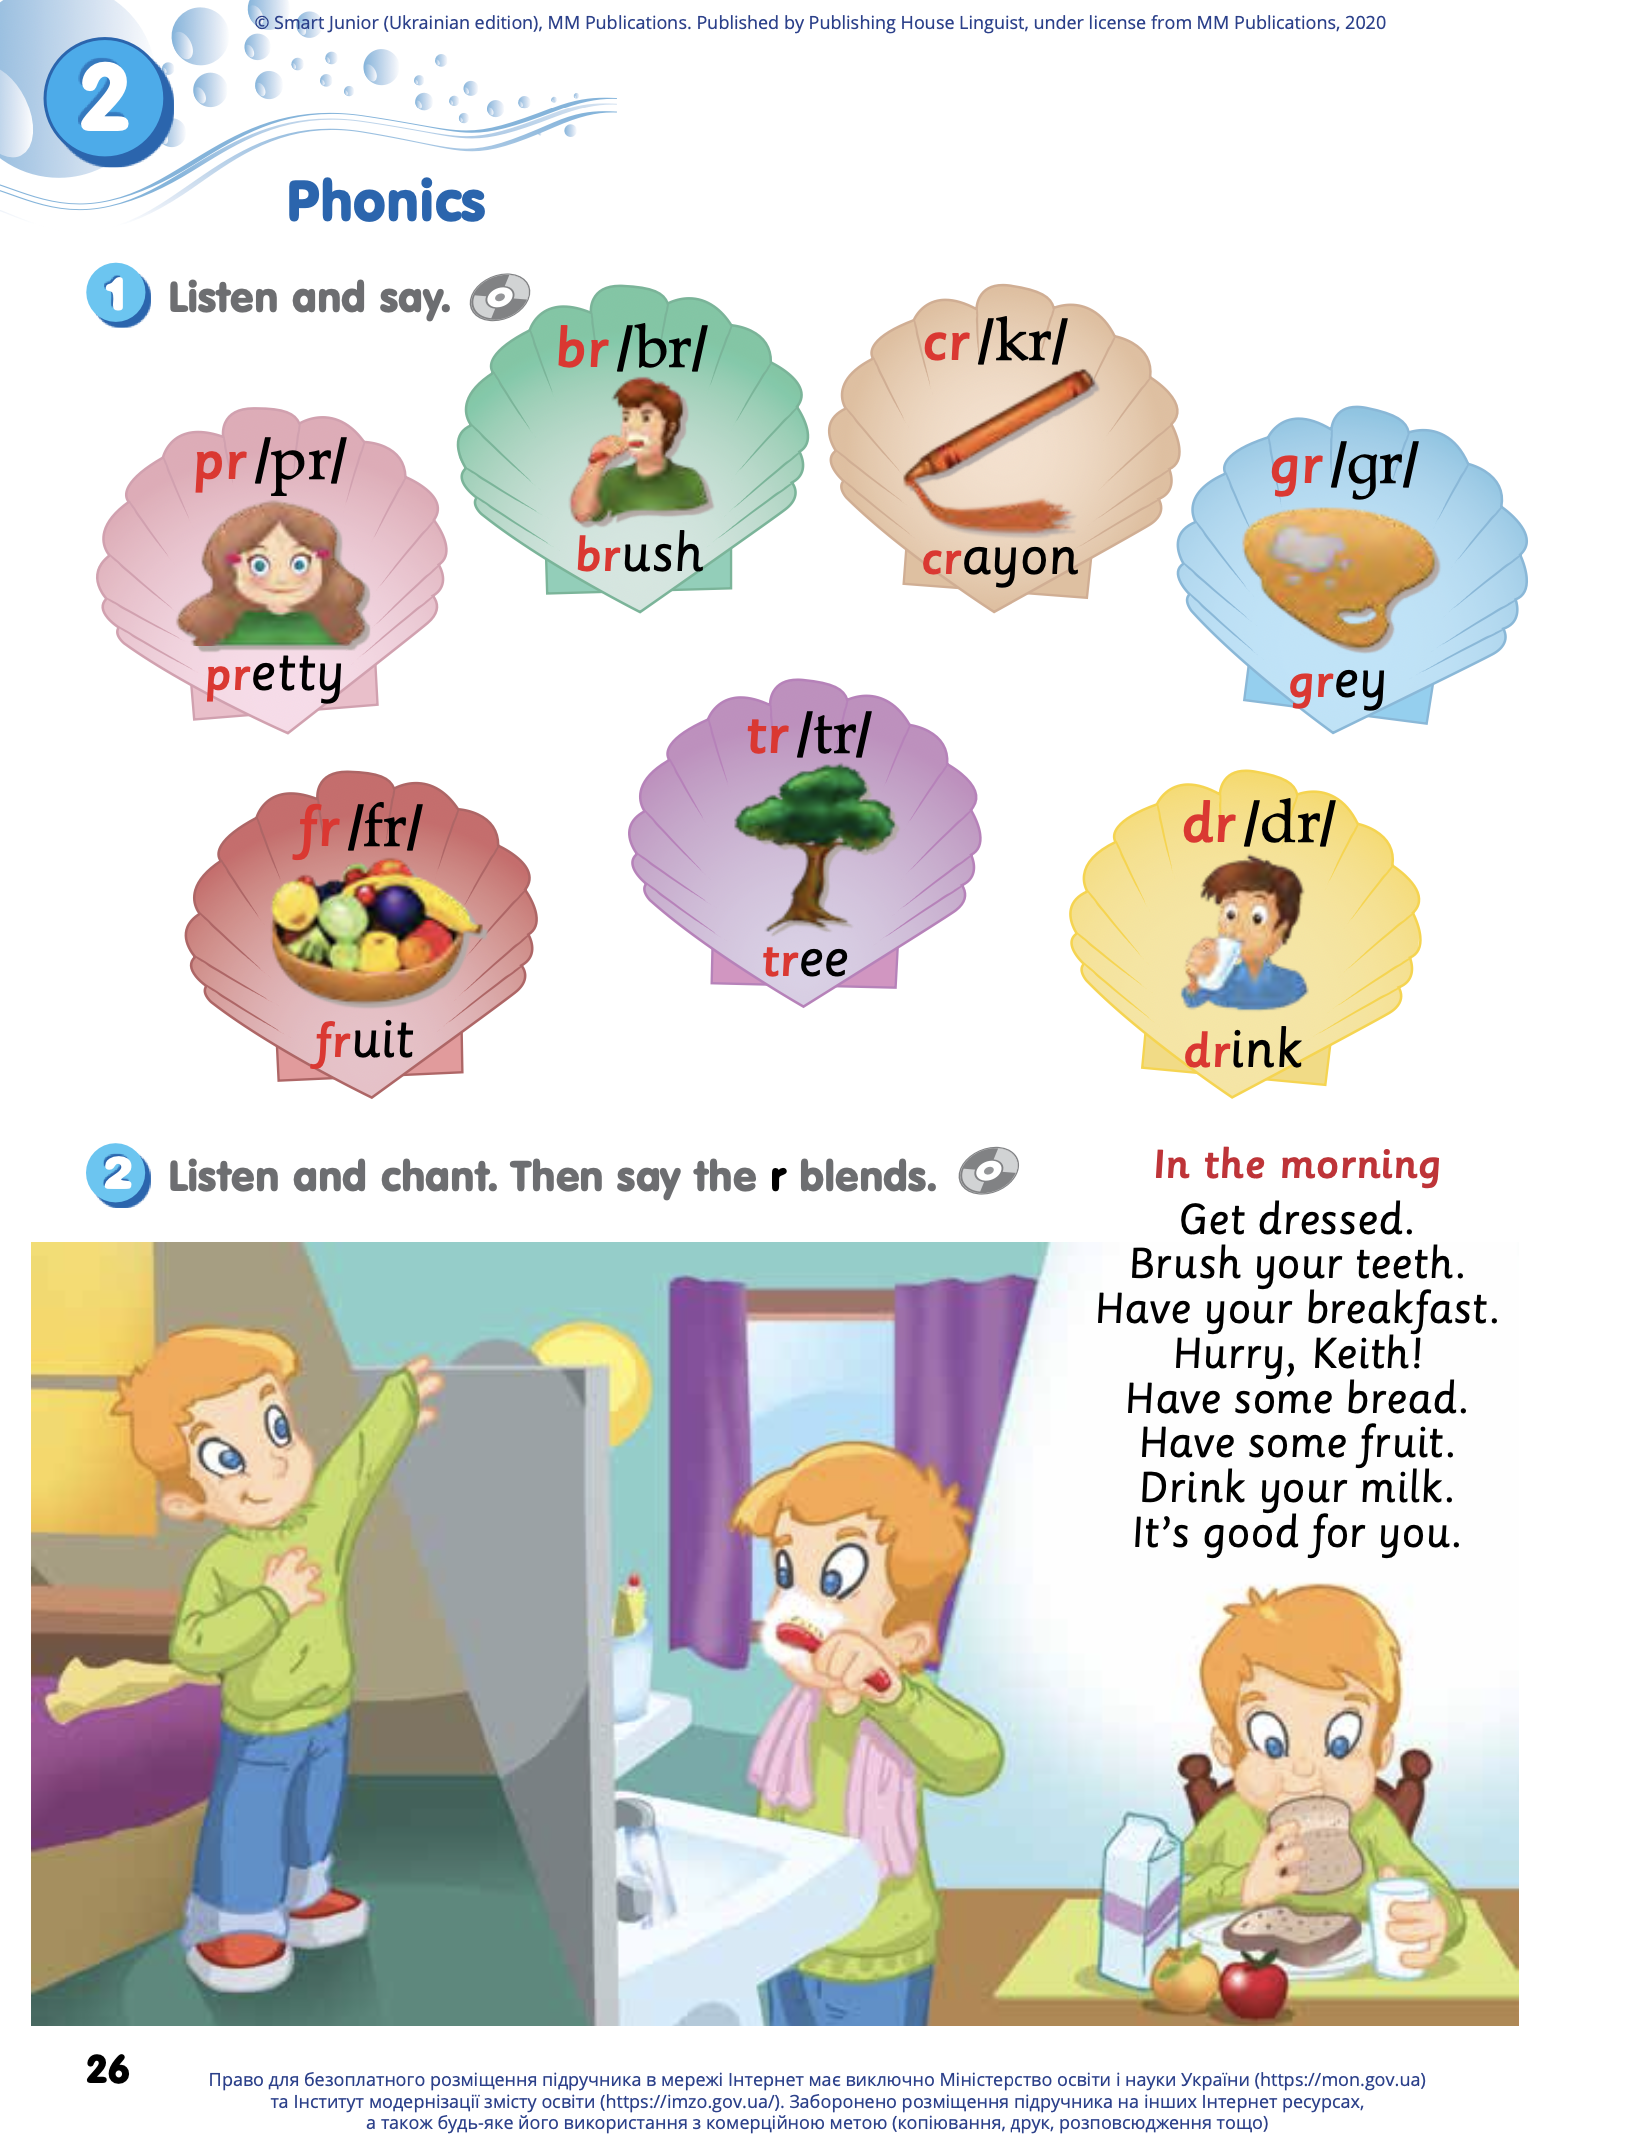 © Smart Junior (Ukrainian edition), MM Publications. Published by Publishing House Linguist, under license from MM Publications, 2020
2
Phonics
1 Listen and say.
pr /pr/
pretty
br /br/
brush
cr /kr/
crayon
gr /gr/
grey
fr /fr/
fruit
tr /tr/
tree
dr /dr/
drink
2 Listen and chant. Then say the r blends.
In the morning
Get dressed.
Brush your teeth.
Have your breakfast.
Hurry, Keith!
Have some bread.
Have some fruit.
Drink your milk.
It's good for you.
26
Право для безоплатного розміщення підручника в мережі Інтернет має виключно Міністерство освіти і науки України (https://mon.gov.ua)
та Інститут модернізації змісту освіти (https://imzo.gov.ua/). Заборонено розміщення підручника на інших Інтернет ресурсах,
а також будь-яке його використання з комерційною метою (копіювання, друк, розповсюдження тощо)